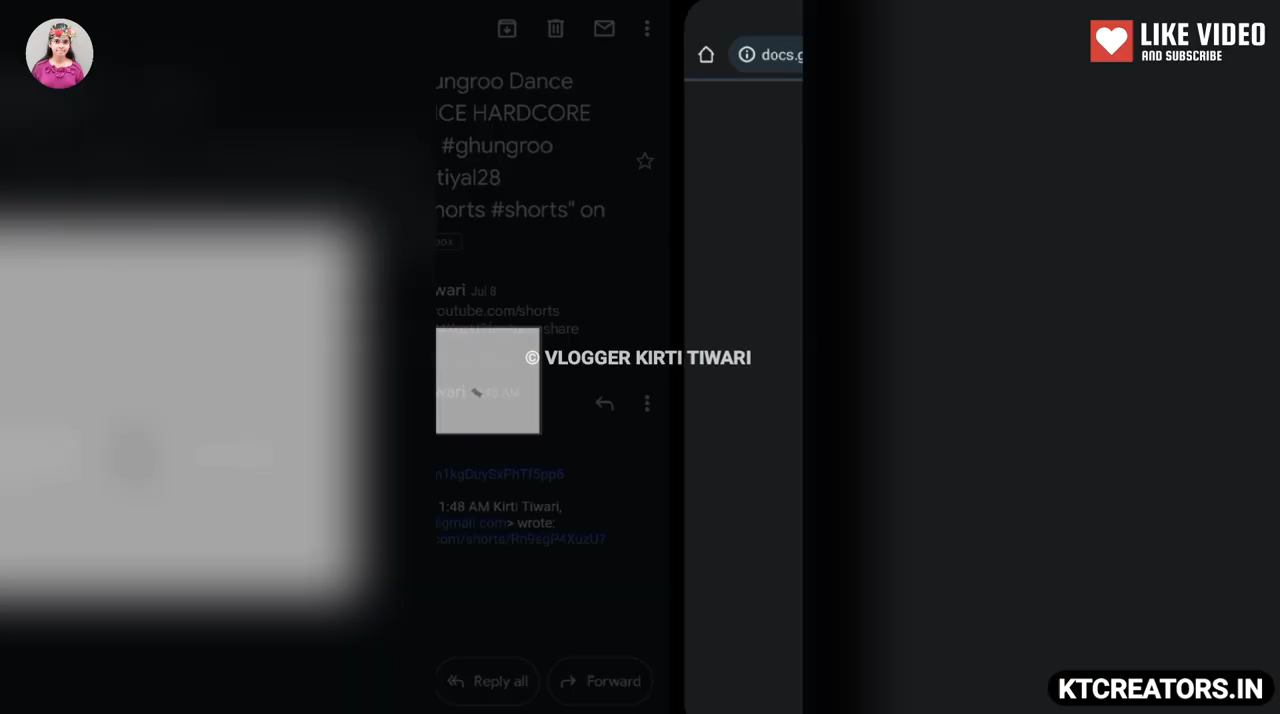 LIKE VIDEO
AND SUBSCRIBE
docs.g
ungroo Dance
ICE HARDCORE
#ghungroo
tiyal28
horts #shorts" on
wari Jul 8
outube.com/shorts
share
© VLOGGER KIRTI TIWARI
n1kgDuySxPhTf5pp6
1:48 AM Kirti Tiwari,
@gmail.com> wrote:
com/shorts/Rn9sgP4XuzU?
Reply all
Forward
KTCREATORS.IN